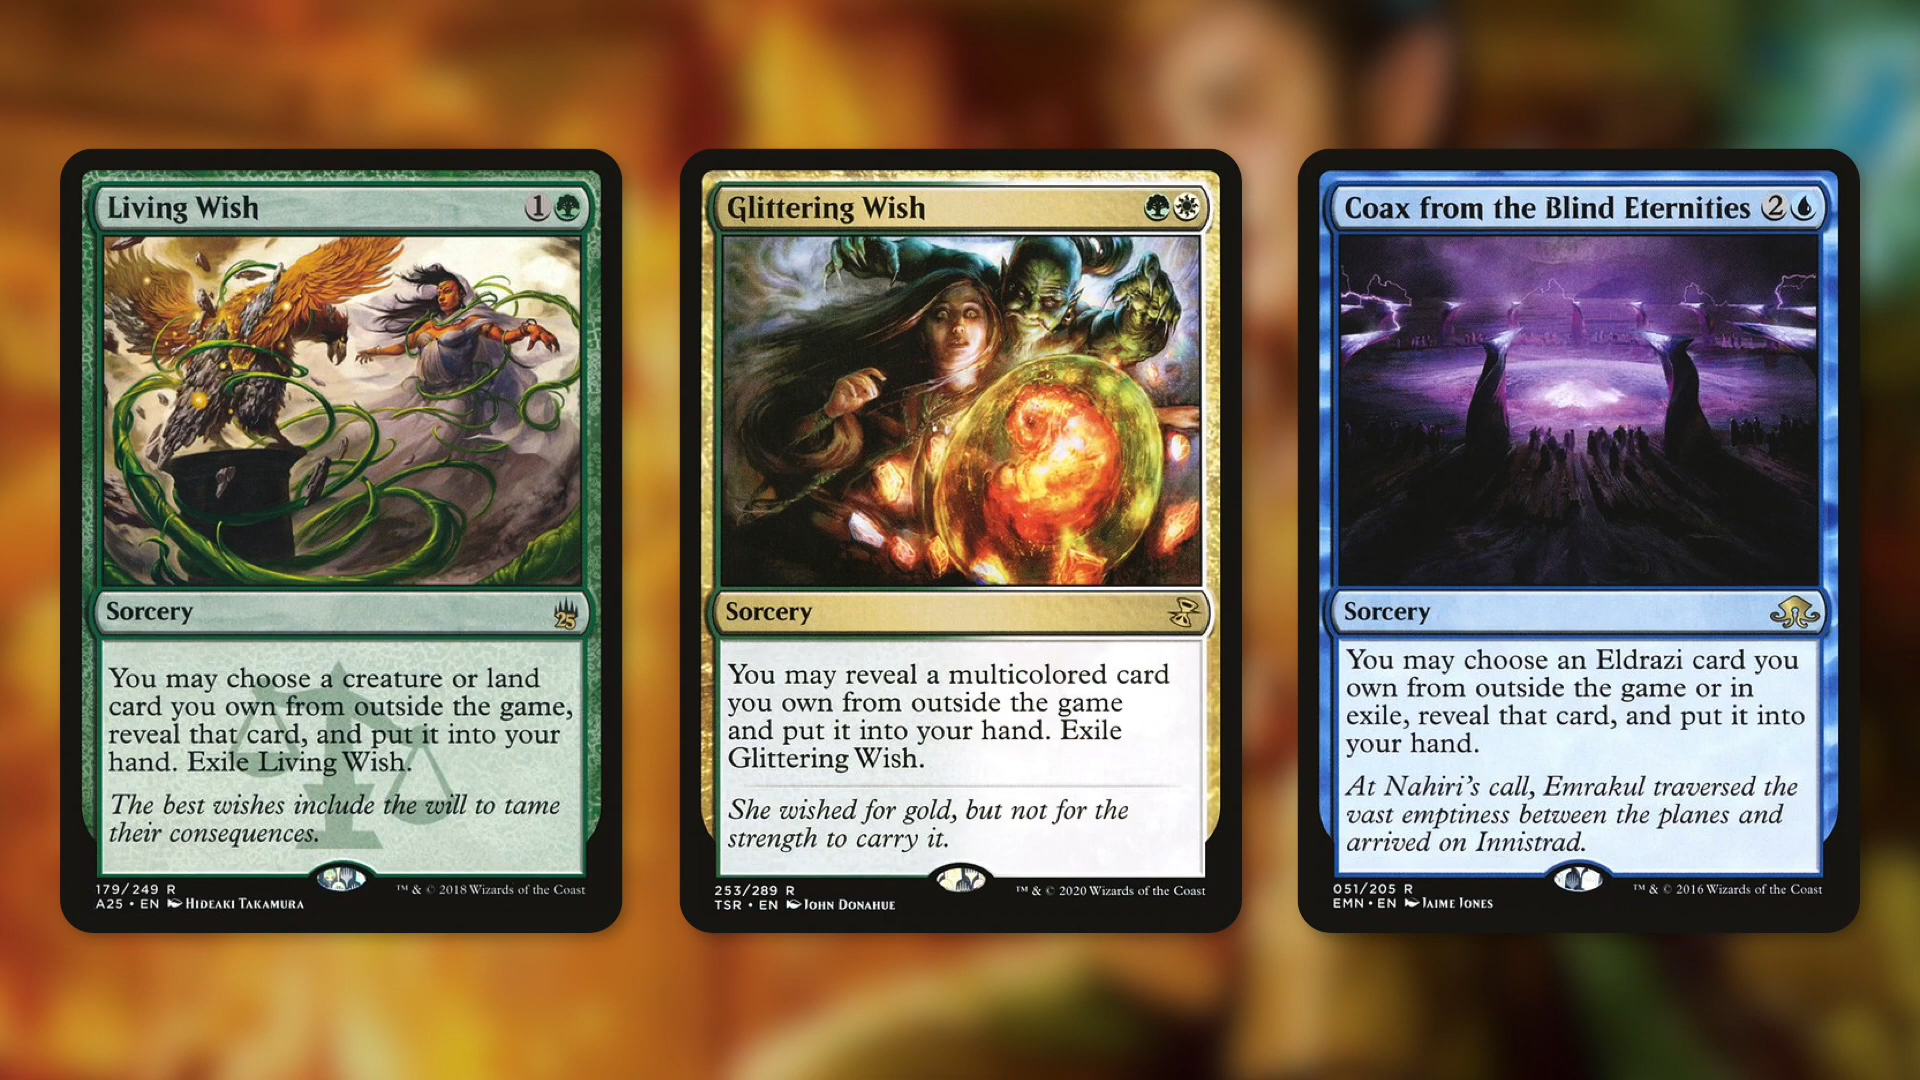 Living Wish 1
Sorcery
25
You may choose a creature or land
card you own from outside the game,
reveal that card, and put it into your
hand. Exile Living Wish.
The best wishes include the will to tame
their consequences.
179/249 R
A25 • EN HIDEAKI TAKAMURA
™ & © 2018 Wizards of the Coast
Glittering Wish
Sorcery
You may reveal a multicolored card
you own from outside the game
and put it into your hand. Exile
Glittering Wish.
She wished for gold, but not for the
strength to carry it.
253/289 R
TSR • EN JOHN DONAHUE
™ & © 2020 Wizards of the Coast
Coax from the Blind Eternities 2
Sorcery
You may choose an Eldrazi card you
own from outside the game or in
exile, reveal that card, and put it into
your hand.
At Nahiri's call, Emrakul traversed the
vast emptiness between the planes and
arrived on Innistrad.
051/205 R
EMN • EN JAIME JONES
™ & © 2016 Wizards of the Coast